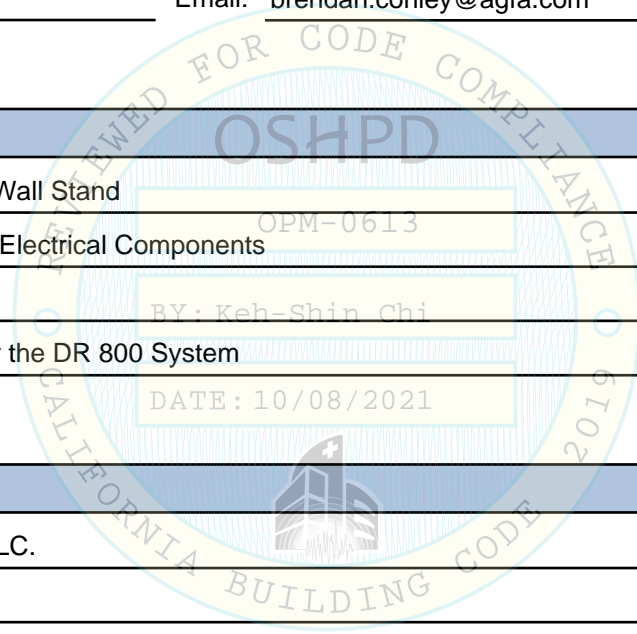 Email: brendan.conley@agfa.com
REVIEWED FOR CODE COMPLIANCE
OSHPD
Wall Stand
OPM-0613
Electrical Components
BY: Keh-Shin Chi
the DR 800 System
DATE: 10/08/2021
LC.
CALIFORNIA BUILDING CODE 2019